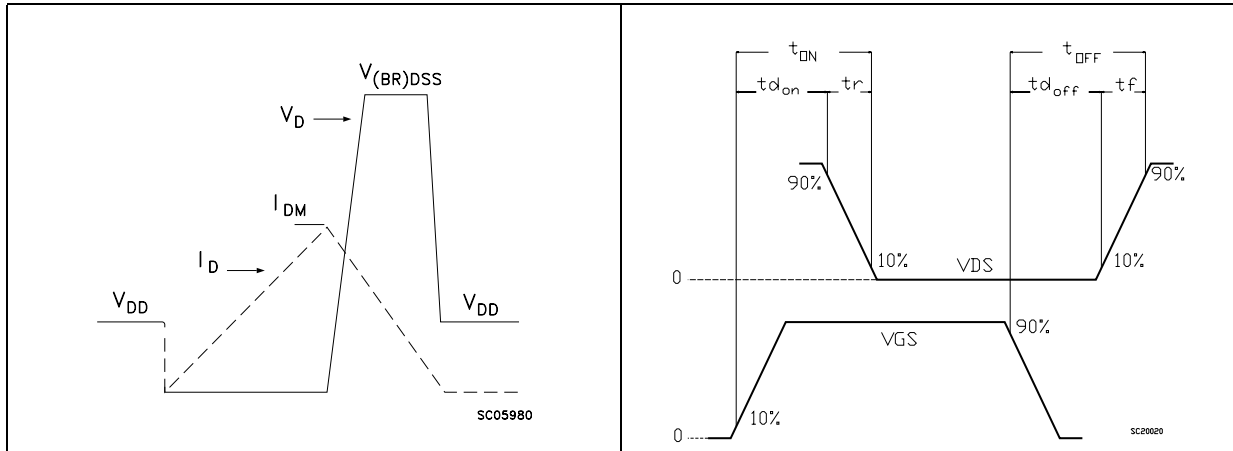 V(BR)DSS
VD
IDM
ID
VDD
VDD
SC05980
tON
tOFF
tdon
tr
tdoff
tf
90%
90%
10%
10%
0
VDS
90%
VGS
10%
0
SC20020